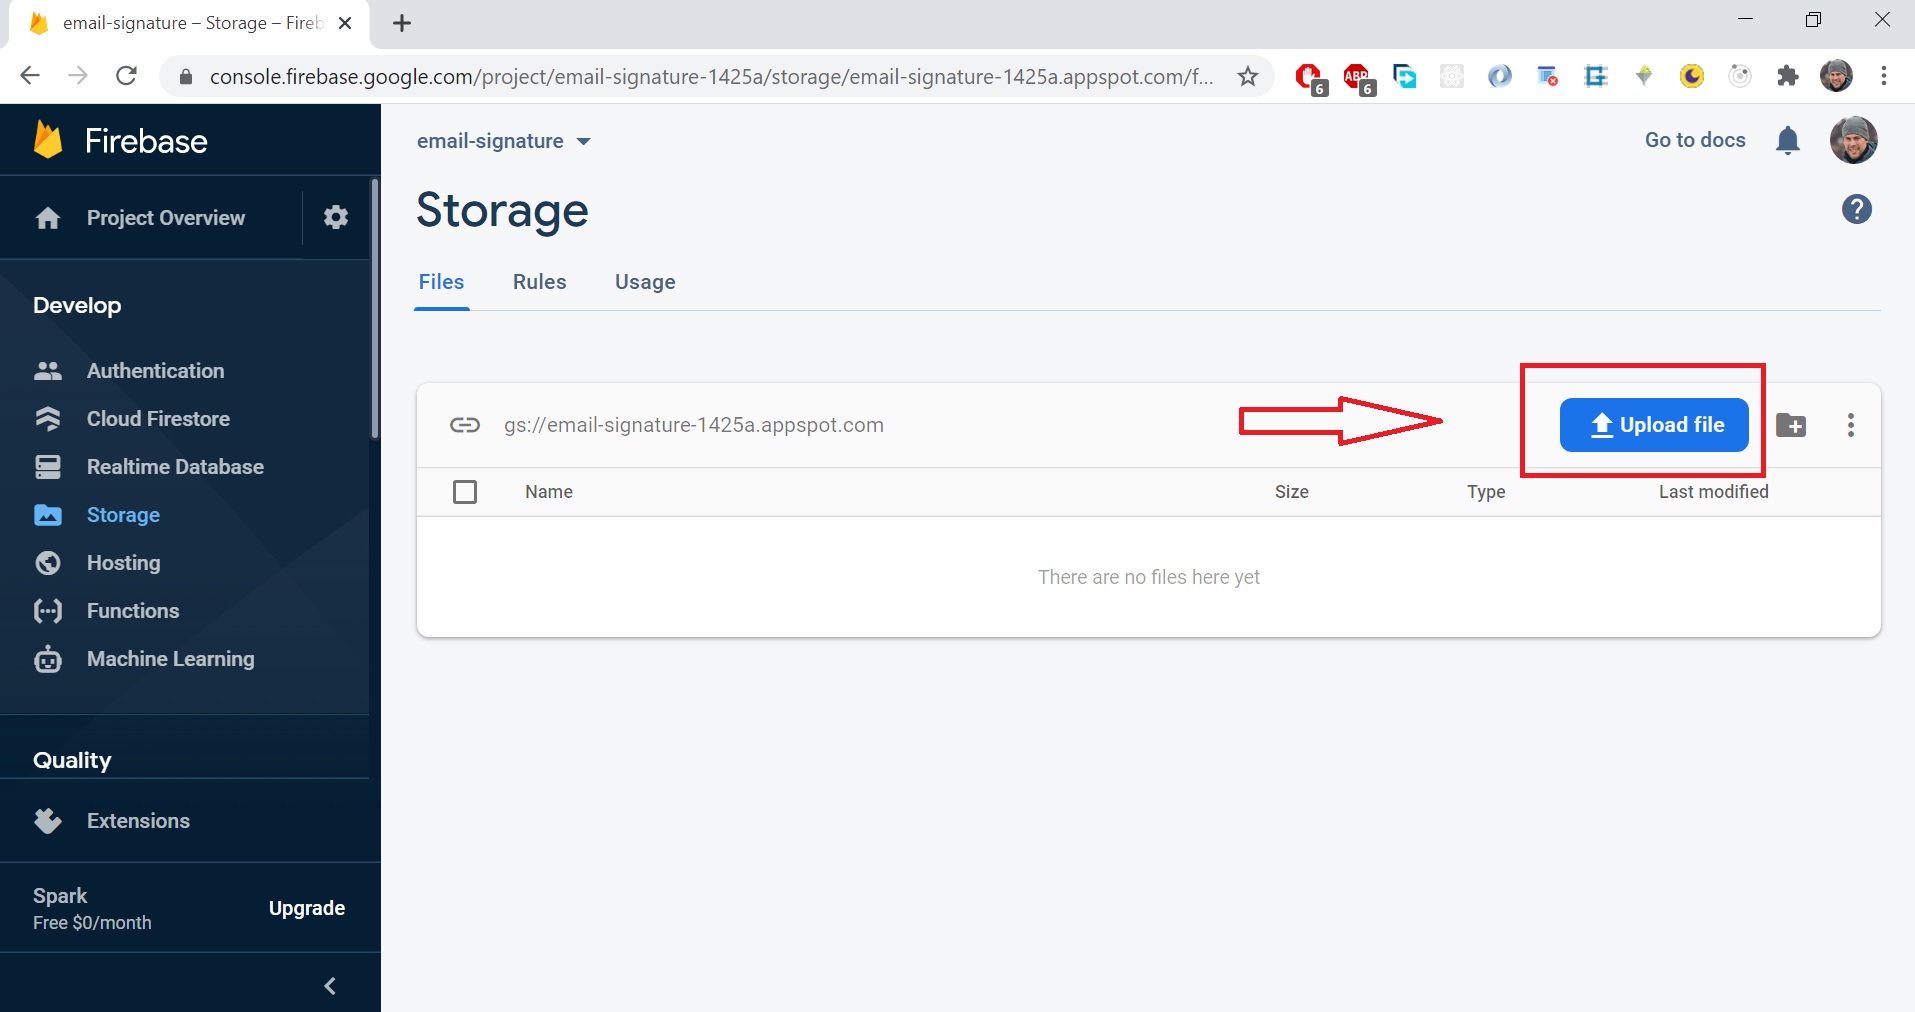 email-signature – Storage – Fireb
console.firebase.google.com/project/email-signature-1425a/storage/email-signature-1425a.appspot.com/f...
ABP
6
6
Firebase
Project Overview
Develop
Authentication
Cloud Firestore
Realtime Database
Storage
Hosting
Functions
Machine Learning
Quality
Extensions
Spark
Free $0/month
Upgrade
email-signature
Go to docs
Storage
?
Files Rules Usage
gs://email-signature-1425a.appspot.com
Upload file
Name Size Type Last modified
There are no files here yet